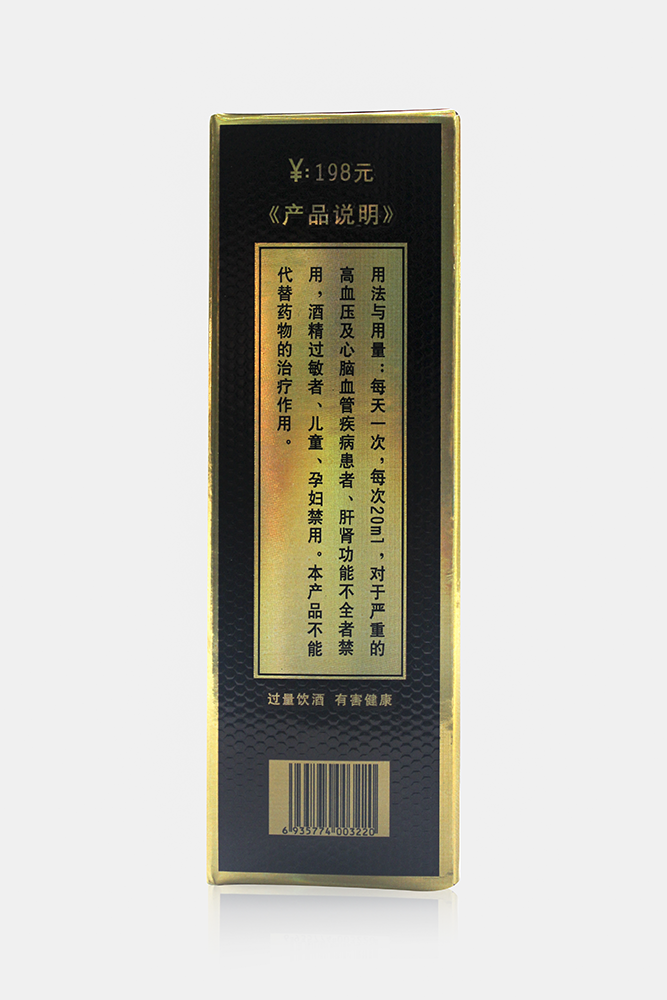 ¥:198元
《产品说明》
用法与用量：每天一次，每次20ml，对于严重的
高血压及心脑血管疾病患者、肝肾功能不全者禁
用，酒精过敏者、儿童、孕妇禁用。本产品不能
代替药物的治疗作用。
过量饮酒 有害健康
6 935774 003220